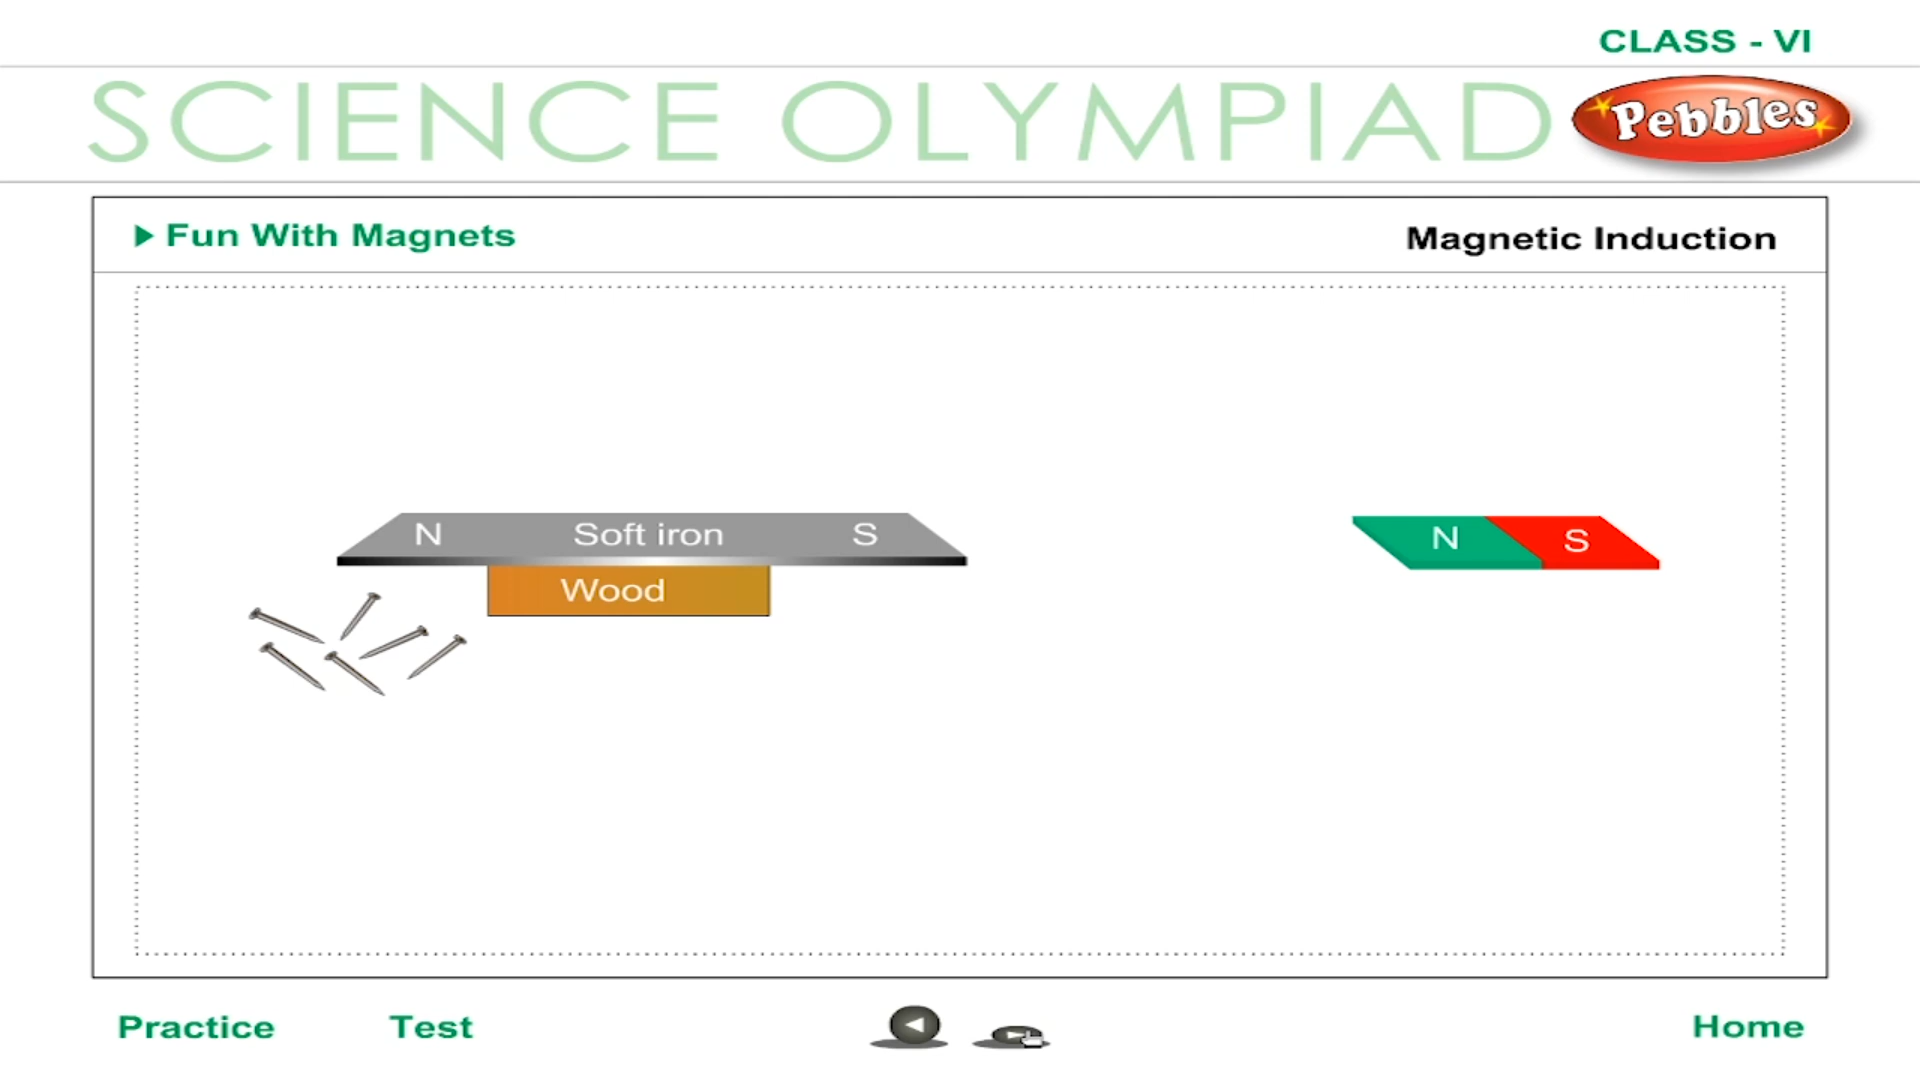 CLASS - VI
SCIENCE OLYMPIAD
Pebbles
Fun With Magnets
Magnetic Induction
N Soft iron S
Wood
N S
Practice Test Home